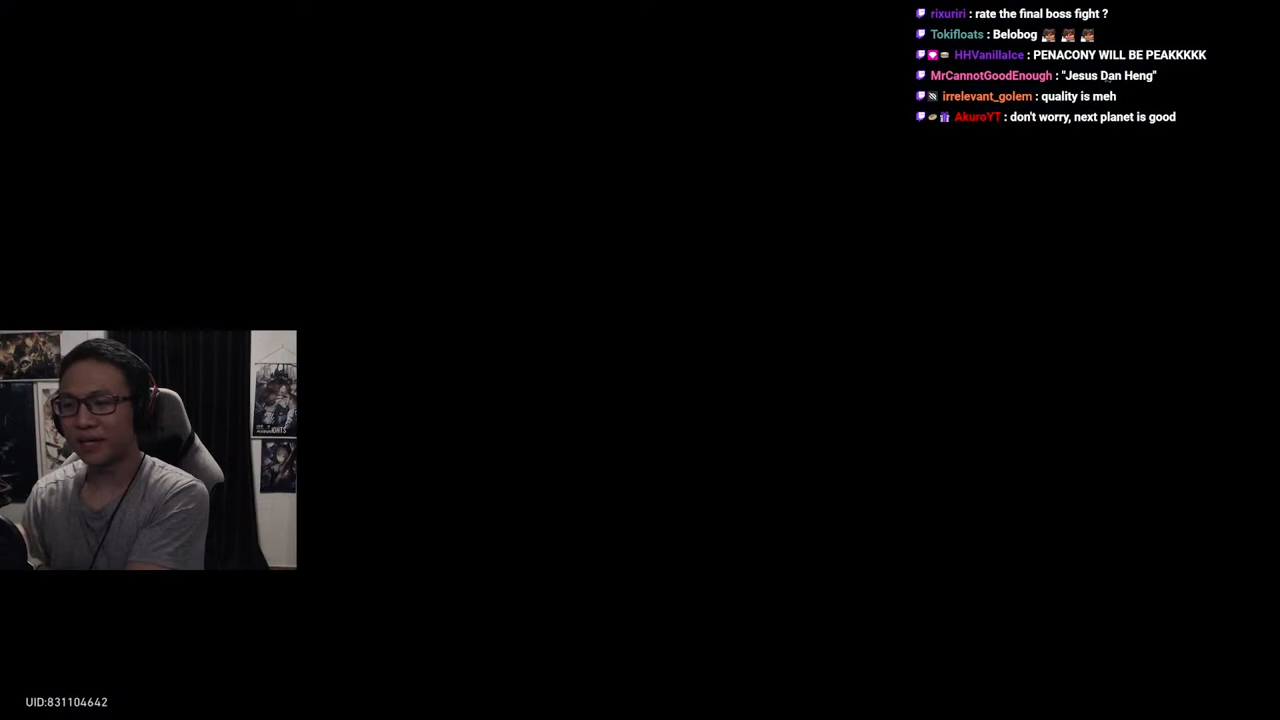 rixuriri : rate the final boss fight ?
Tokifloats : Belobog
HHVanillaIce : PENACONY WILL BE PEAKKKKK
MrCannotGoodEnough : "Jesus Dan Heng"
irrelevant_golem : quality is meh
AkuroYT : don't worry, next planet is good
UID:831104642